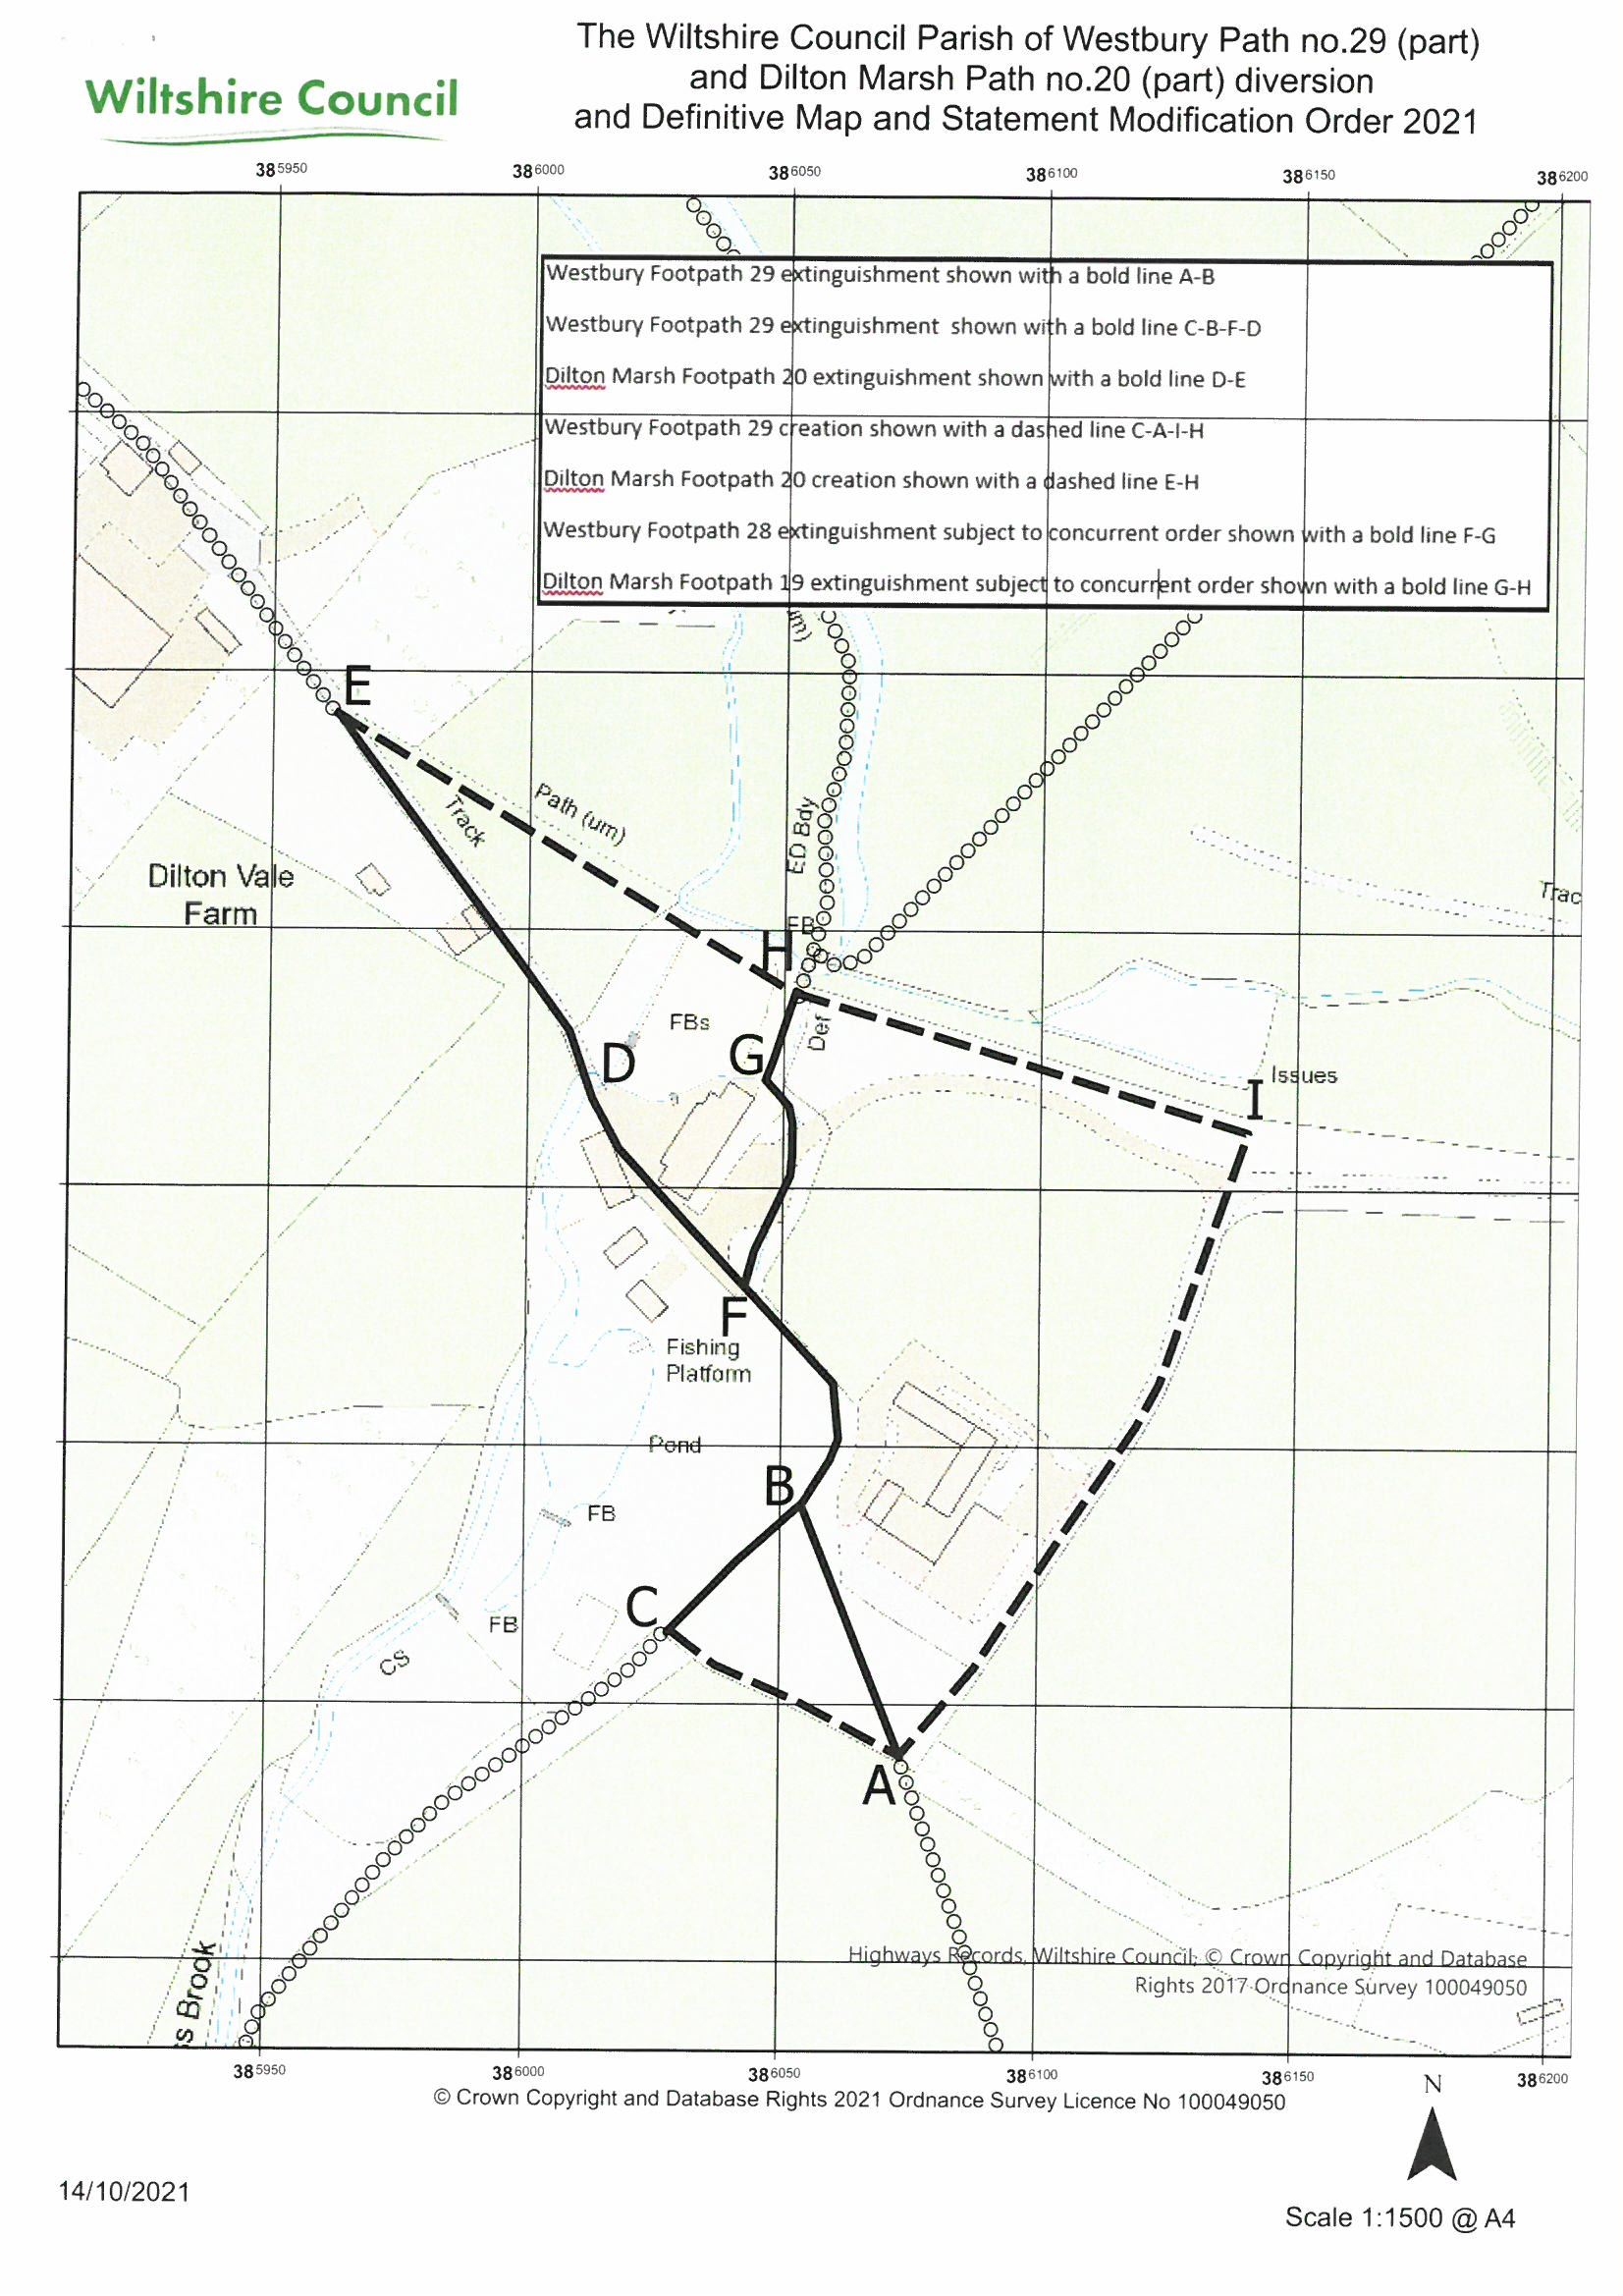 The Wiltshire Council Parish of Westbury Path no.29 (part)
and Dilton Marsh Path no.20 (part) diversion
and Definitive Map and Statement Modification Order 2021
Wiltshire Council
385950
386000
386050
386100
386150
386200
Westbury Footpath 29 extinguishment shown with a bold line A-B
Westbury Footpath 29 extinguishment shown with a bold line C-B-F-D
Dilton Marsh Footpath 20 extinguishment shown with a bold line D-E
Westbury Footpath 29 creation shown with a dashed line C-A-I-H
Dilton Marsh Footpath 20 creation shown with a dashed line E-H
Westbury Footpath 28 extinguishment subject to concurrent order shown with a bold line F-G
Dilton Marsh Footpath 19 extinguishment subject to concurrent order shown with a bold line G-H
m)
E
Track
Path (um)
ED Bdy
Dilton Vale
Farm
Trac
FB
H
FBs
Def
D
G
Issues
I
F
Fishing
Platform
Pond
B
FB
C
FB
CS
A
ss Brook
Highways Records, Wiltshire Council; © Crown Copyright and Database
Rights 2017 Ordnance Survey 100049050
385950
386000
386050
386100
386150
386200
© Crown Copyright and Database Rights 2021 Ordnance Survey Licence No 100049050
N
14/10/2021
Scale 1:1500 @ A4